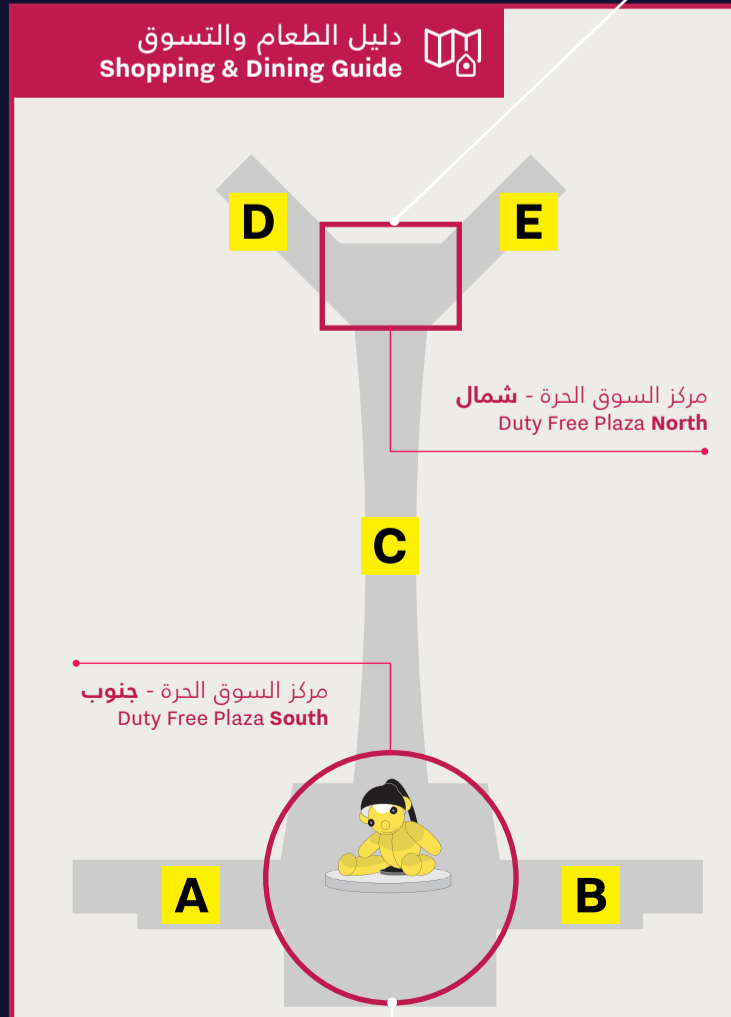 دليل الطعام والتسوق
Shopping & Dining Guide
D
E
مركز السوق الحرة - شمال
Duty Free Plaza North
C
مركز السوق الحرة - جنوب
Duty Free Plaza South
A
B